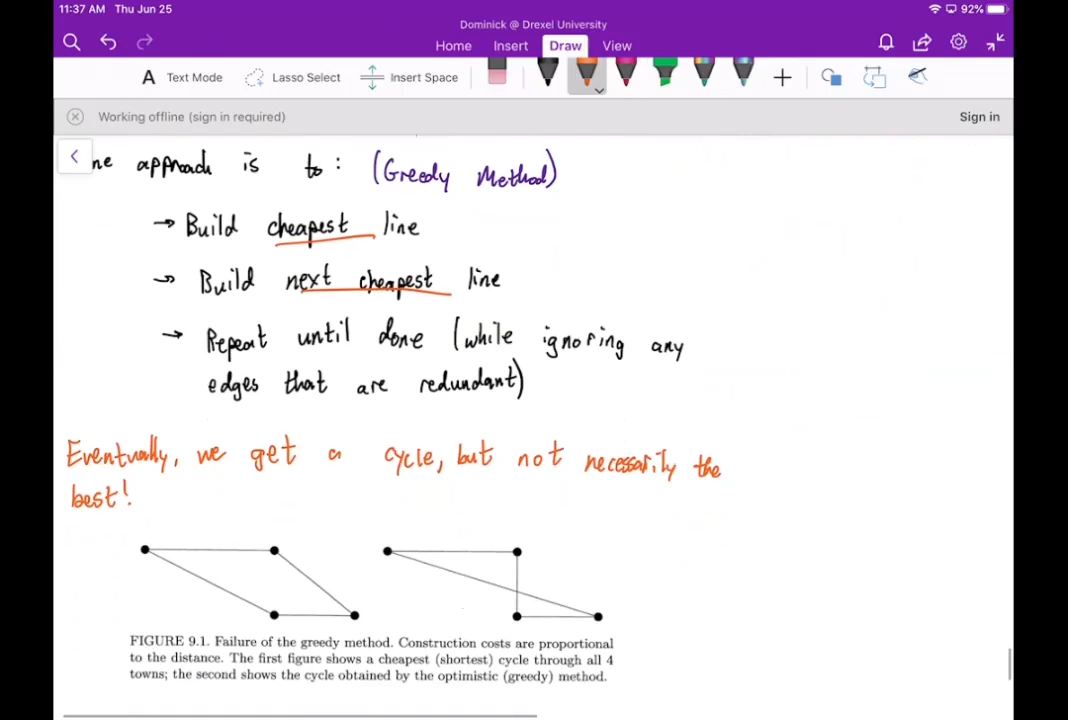 11:37 AM Thu Jun 25
92%
Dominick @ Drexel University
Home Insert Draw View
A Text Mode Lasso Select Insert Space
Working offline (sign in required) Sign in
ne approach is to: (Greedy Method)
→ Build cheapest line
→ Build next cheapest line
→ Repeat until done (while ignoring any
edges that are redundant)
Eventually, we get a cycle, but not necessarily the
best!
FIGURE 9.1. Failure of the greedy method. Construction costs are proportional
to the distance. The first figure shows a cheapest (shortest) cycle through all 4
towns; the second shows the cycle obtained by the optimistic (greedy) method.